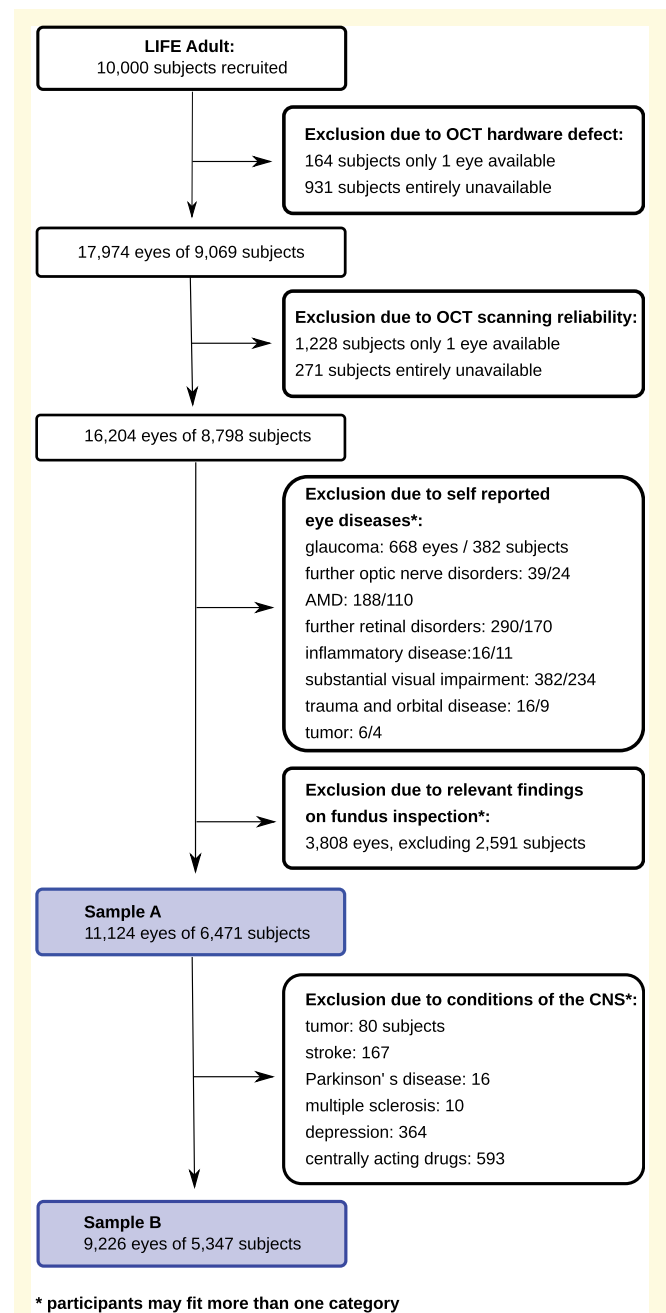 LIFE Adult:
10,000 subjects recruited
Exclusion due to OCT hardware defect:
164 subjects only 1 eye available
931 subjects entirely unavailable
17,974 eyes of 9,069 subjects
Exclusion due to OCT scanning reliability:
1,228 subjects only 1 eye available
271 subjects entirely unavailable
16,204 eyes of 8,798 subjects
Exclusion due to self reported
eye diseases*:
glaucoma: 668 eyes / 382 subjects
further optic nerve disorders: 39/24
AMD: 188/110
further retinal disorders: 290/170
inflammatory disease:16/11
substantial visual impairment: 382/234
trauma and orbital disease: 16/9
tumor: 6/4
Exclusion due to relevant findings
on fundus inspection*:
3,808 eyes, excluding 2,591 subjects
Sample A
11,124 eyes of 6,471 subjects
Exclusion due to conditions of the CNS*:
tumor: 80 subjects
stroke: 167
Parkinson' s disease: 16
multiple sclerosis: 10
depression: 364
centrally acting drugs: 593
Sample B
9,226 eyes of 5,347 subjects
* participants may fit more than one category